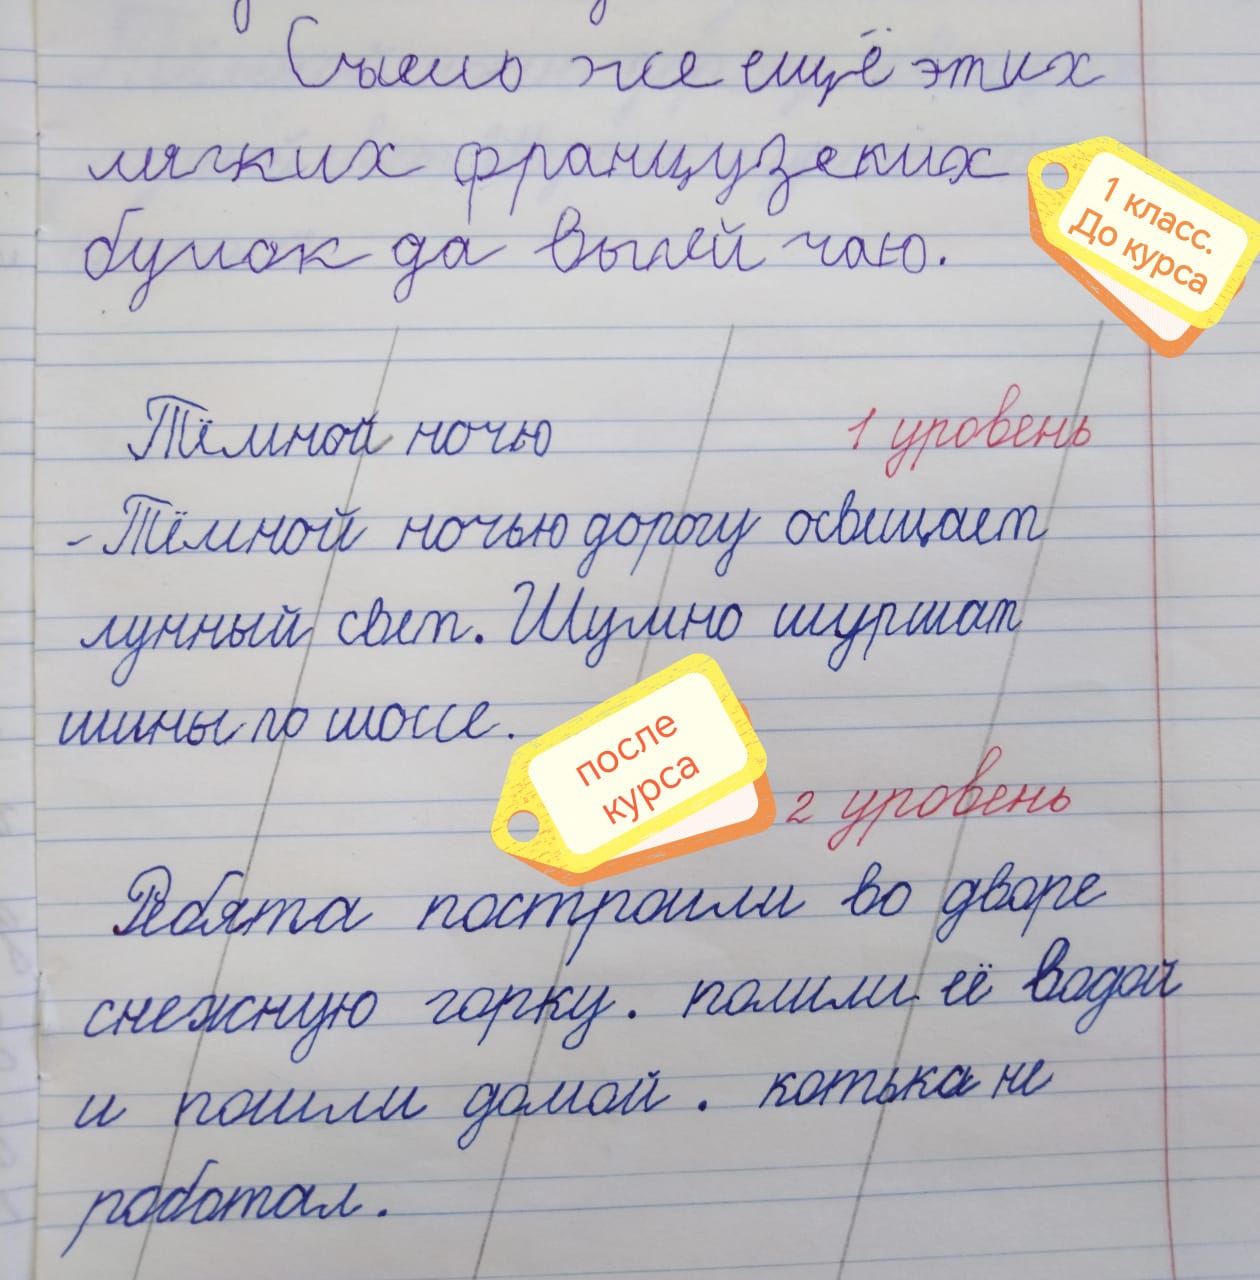 Съешь же ещё этих
мягких французских
булок да выпей чаю.
1 класс.
До курса
Тёмной ночью
1 уровень
-Тёмной ночью дорогу освещает
лунный свет. Шумно шуршат
шины по шоссе.
после
курса
2 уровень
Ребята построили во дворе
снежную горку. полили её водой
и пошли домой. котька не
работал.